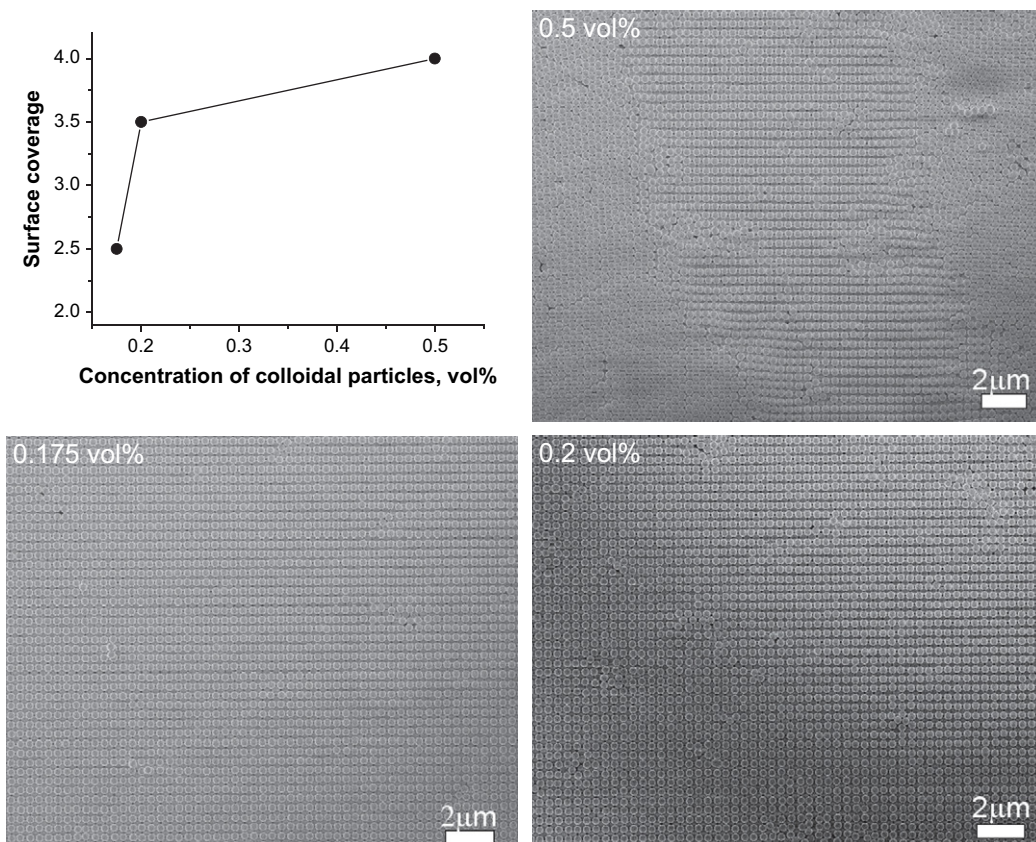 4.0
3.5
3.0
2.5
2.0
Surface coverage
0.2 0.3 0.4 0.5
Concentration of colloidal particles, vol%
0.5 vol%
2μm
0.175 vol%
2μm
0.2 vol%
2μm